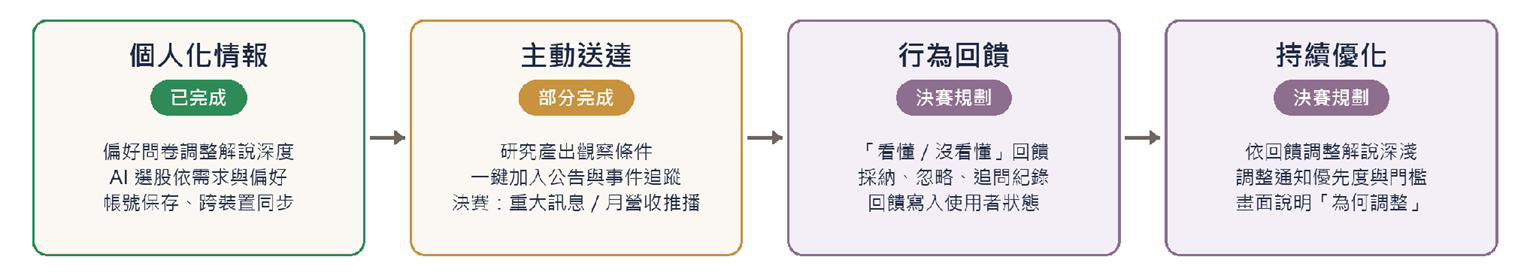 個人化情報
已完成
偏好問卷調整解說深度
AI 選股依需求與偏好
帳號保存、跨裝置同步
主動送達
部分完成
研究產出觀察條件
一鍵加入公告與事件追蹤
決賽：重大訊息 / 月營收推播
行為回饋
決賽規劃
「看懂 / 沒看懂」回饋
採納、忽略、追問紀錄
回饋寫入使用者狀態
持續優化
決賽規劃
依回饋調整解說深淺
調整通知優先度與門檻
畫面說明「為何調整」